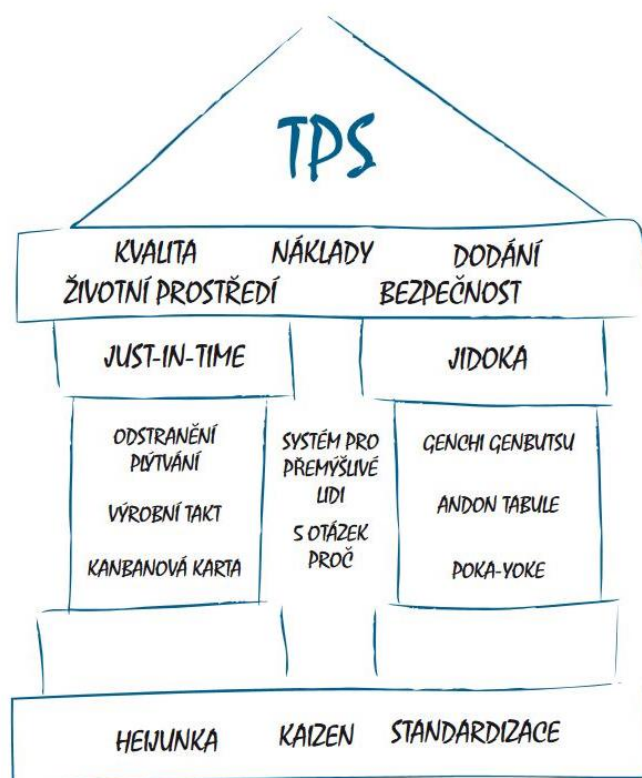 TPS
KVALITA NÁKLADY DODÁNÍ
ŽIVOTNÍ PROSTŘEDÍ BEZPEČNOST
JUST-IN-TIME
JIDOKA
ODSTRANĚNÍ
PLÝTVÁNÍ
VÝROBNÍ TAKT
KANBANOVÁ KARTA
SYSTÉM PRO
PŘEMÝŠLIVÉ
LIDI
5 OTÁZEK
PROČ
GENCHI GENBUTSU
ANDON TABULE
POKA-YOKE
HEIJUNKA KAIZEN STANDARDIZACE